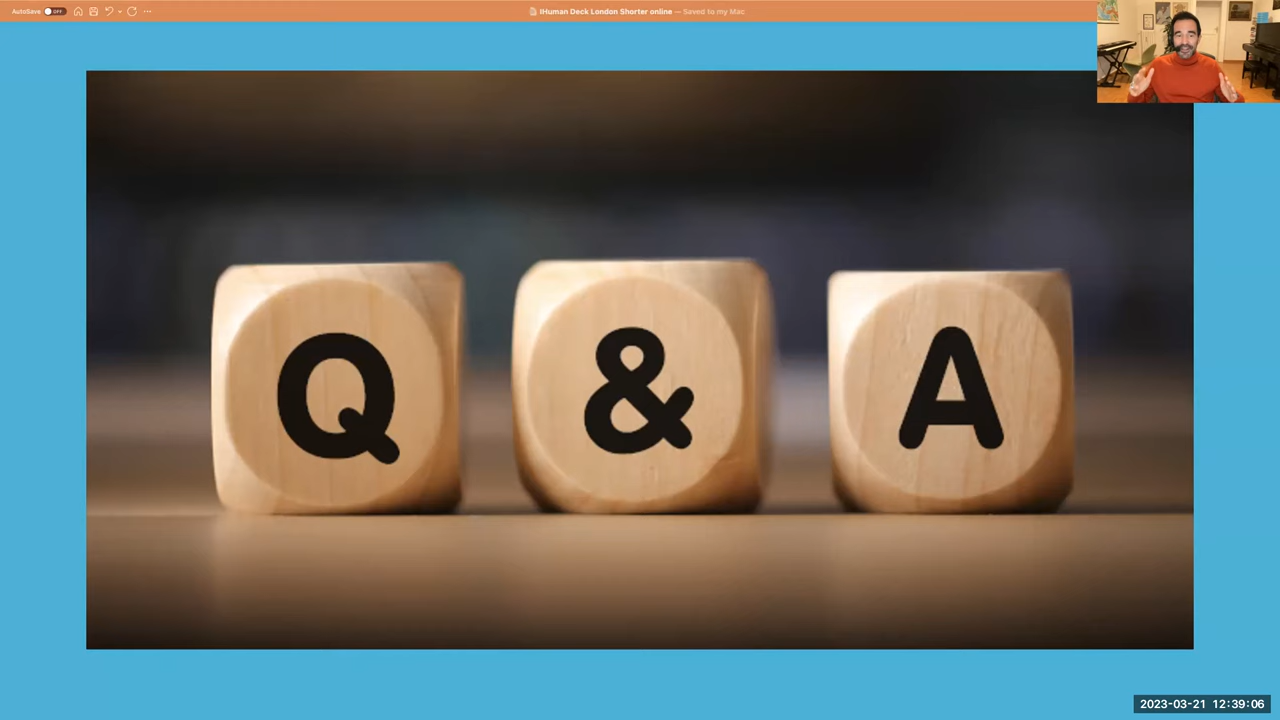 AutoSave OFF
IHuman Deck London Shorter online — Saved to my Mac
Q & A
2023-03-21 12:39:06